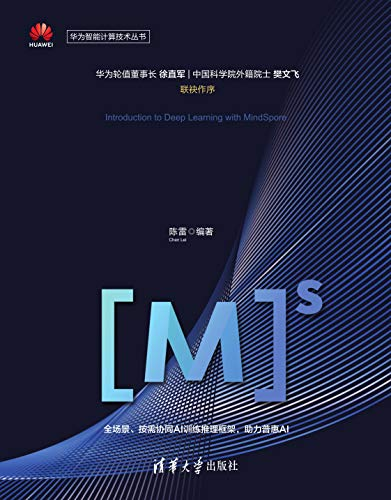 HUAWEI
华为智能计算技术丛书
华为轮值董事长 徐直军 | 中国科学院外籍院士 樊文飞
联袂作序
Introduction to Deep Learning with MindSpore
陈雷◎编著
Chen Lei
[M]ˢ
全场景、按需协同AI训练推理框架,助力普惠AI
清华大学出版社